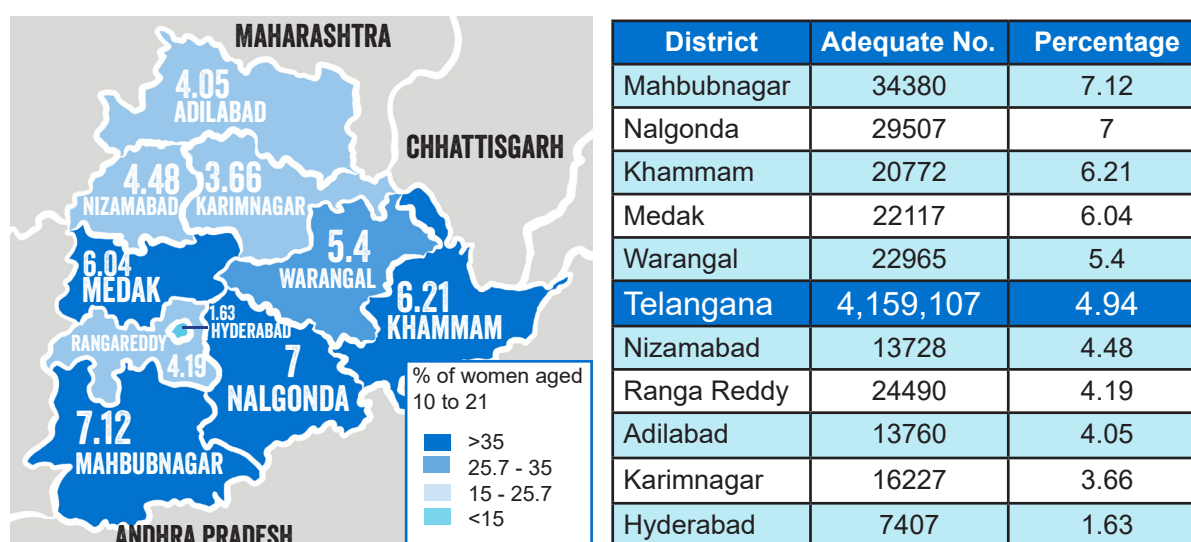 MAHARASHTRA
4.05
ADILABAD
CHHATTISGARH
4.48
NIZAMABAD
3.66
KARIMNAGAR
5.4
WARANGAL
6.04
MEDAK
6.21
KHAMMAM
1.63
HYDERABAD
RANGAREDDY
4.19
7
NALGONDA
7.12
MAHBUBNAGAR
ANDHRA PRADESH
% of women aged
10 to 21
>35
25.7 - 35
15 - 25.7
<15
District Adequate No. Percentage
Mahbubnagar 34380 7.12
Nalgonda 29507 7
Khammam 20772 6.21
Medak 22117 6.04
Warangal 22965 5.4
Telangana 4,159,107 4.94
Nizamabad 13728 4.48
Ranga Reddy 24490 4.19
Adilabad 13760 4.05
Karimnagar 16227 3.66
Hyderabad 7407 1.63